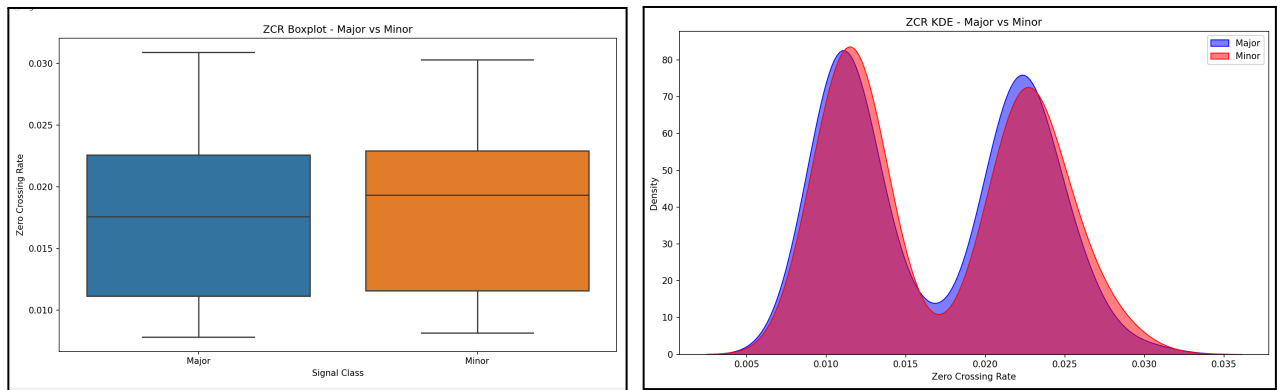 ZCR Boxplot - Major vs Minor
0.030
0.025
0.020
0.015
0.010
Zero Crossing Rate
Major
Minor
Signal Class
ZCR KDE - Major vs Minor
Major
Minor
80
70
60
50
40
30
20
10
0
Density
0.005
0.010
0.015
0.020
0.025
0.030
0.035
Zero Crossing Rate